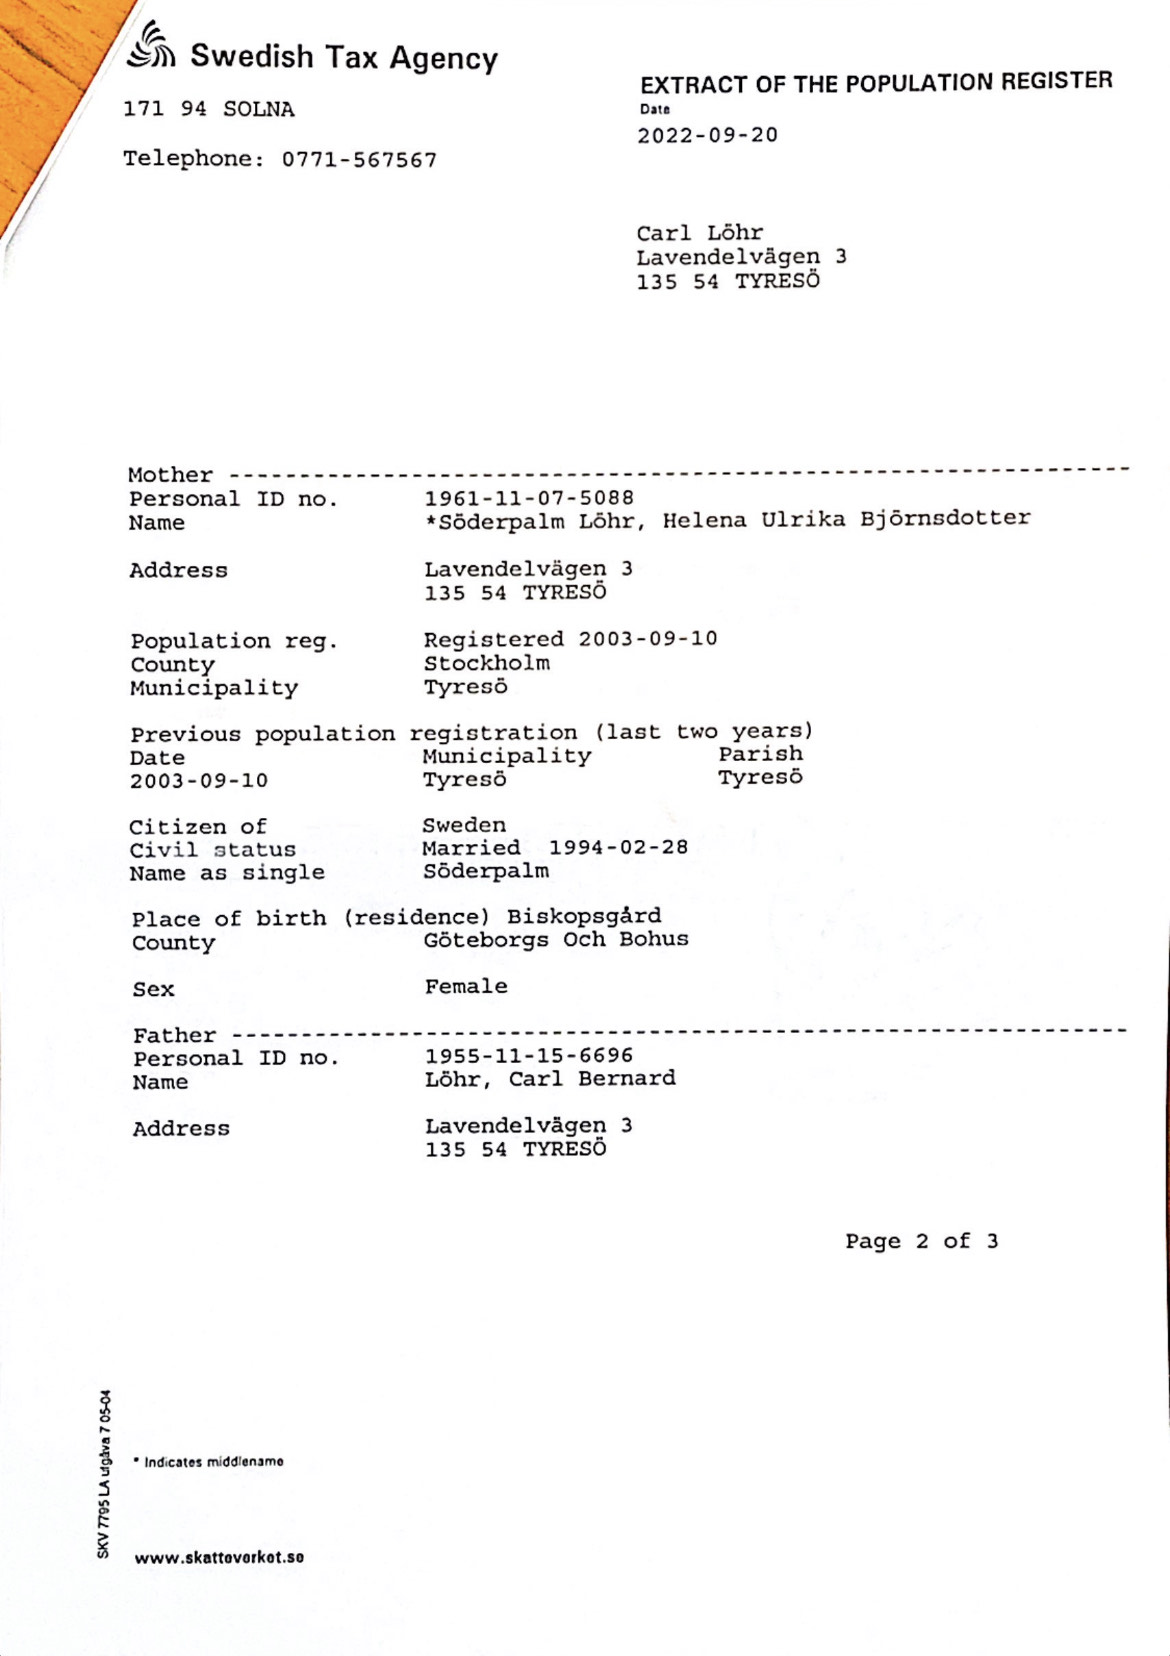 Swedish Tax Agency
171 94 SOLNA
Telephone: 0771-567567
EXTRACT OF THE POPULATION REGISTER
Date
2022-09-20
Carl Löhr
Lavendelvägen 3
135 54 TYRESÖ
Mother ----------------------------------------------------------------
Personal ID no. 1961-11-07-5088
Name *Söderpalm Löhr, Helena Ulrika Björnsdotter
Address Lavendelvägen 3
135 54 TYRESÖ
Population reg. Registered 2003-09-10
County Stockholm
Municipality Tyresö
Previous population registration (last two years)
Date Municipality Parish
2003-09-10 Tyresö Tyresö
Citizen of Sweden
Civil status Married 1994-02-28
Name as single Söderpalm
Place of birth (residence) Biskopsgård
County Göteborgs Och Bohus
Sex Female
Father ----------------------------------------------------------------
Personal ID no. 1955-11-15-6696
Name Löhr, Carl Bernard
Address Lavendelvägen 3
135 54 TYRESÖ
Page 2 of 3
SKV 7795 LA utgåva 7 05-04
* Indicates middlename
www.skatteverket.se